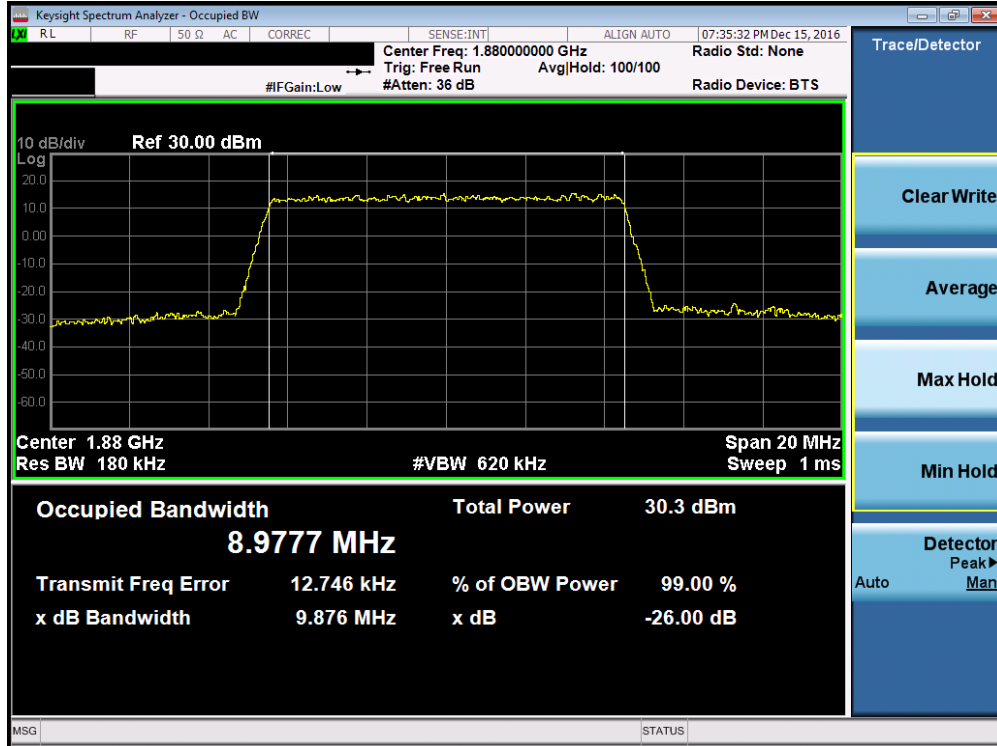 Keysight Spectrum Analyzer - Occupied BW
LXI RL RF 50 Ω AC CORREC SENSE:INT ALIGN AUTO 07:35:32 PM Dec 15, 2016
Center Freq: 1.880000000 GHz Radio Std: None
Trig: Free Run Avg|Hold: 100/100
#IFGain:Low #Atten: 36 dB Radio Device: BTS
Trace/Detector
10 dB/div Ref 30.00 dBm
Log
20.0
10.0
0.00
-10.0
-20.0
-30.0
-40.0
-50.0
-60.0
Center 1.88 GHz Span 20 MHz
Res BW 180 kHz #VBW 620 kHz Sweep 1 ms
Occupied Bandwidth Total Power 30.3 dBm
8.9777 MHz
Transmit Freq Error 12.746 kHz % of OBW Power 99.00 %
x dB Bandwidth 9.876 MHz x dB -26.00 dB
Clear Write
Average
Max Hold
Min Hold
Detector
Peak▶
Auto Man
MSG STATUS